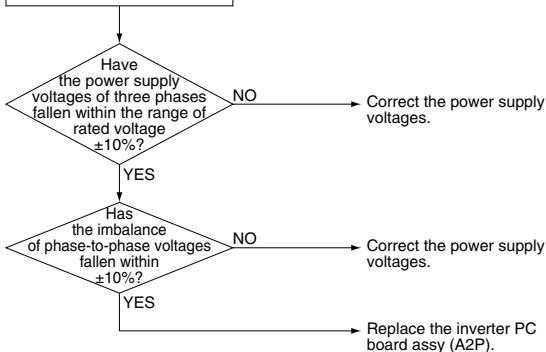 Have
the power supply
voltages of three phases
fallen within the range of
rated voltage
±10%?
NO
Correct the power supply
voltages.
YES
Has
the imbalance
of phase-to-phase voltages
fallen within
±10%?
NO
Correct the power supply
voltages.
YES
Replace the inverter PC
board assy (A2P).